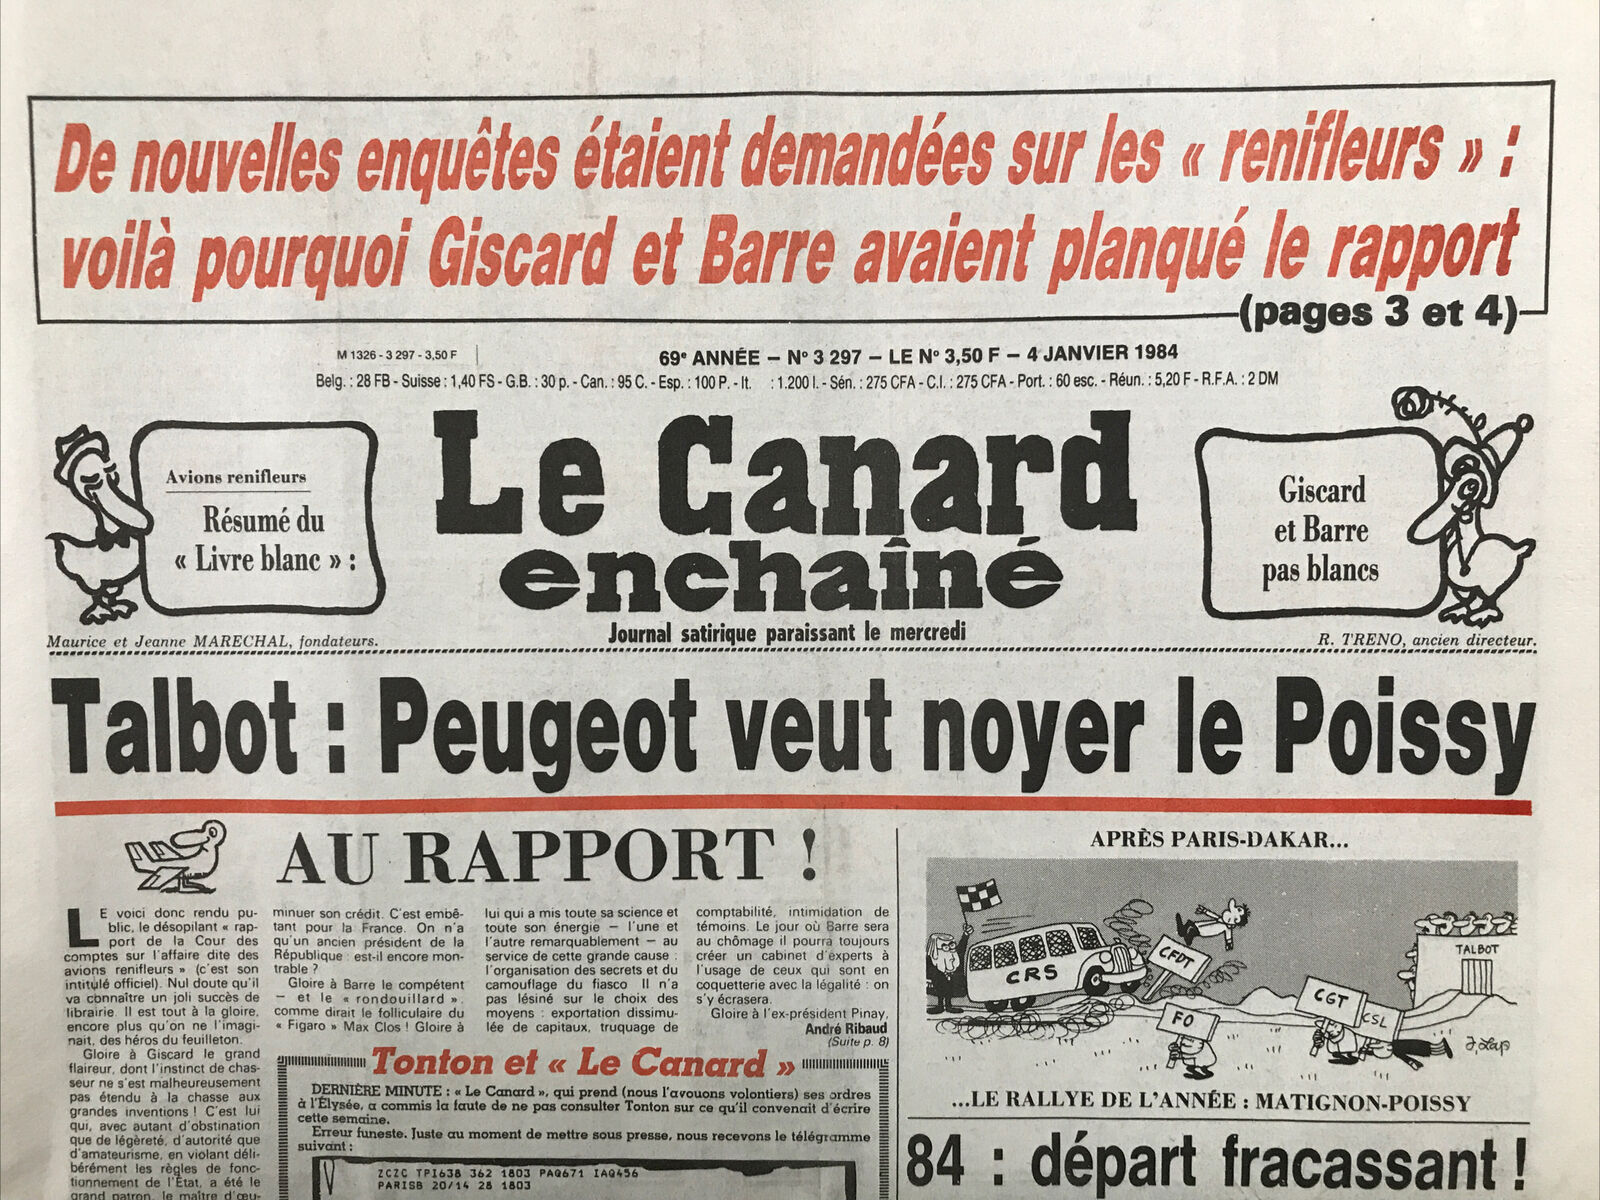 De nouvelles enquêtes étaient demandées sur les « renifleurs » :
voilà pourquoi Giscard et Barre avaient planqué le rapport
(pages 3 et 4)
M 1326 - 3 297 - 3,50 F
69e ANNÉE – No 3 297 – LE No 3,50 F – 4 JANVIER 1984
Belg. : 28 FB - Suisse : 1,40 FS - G.B. : 30 p. - Can. : 95 C. - Esp. : 100 P. - It. : 1.200 l. - Sén. : 275 CFA - C.I. : 275 CFA - Port. : 60 esc. - Réun. : 5,20 F - R.F.A. : 2 DM
Avions renifleurs
Résumé du
« Livre blanc » :
Le Canard
enchaîné
Journal satirique paraissant le mercredi
Giscard
et Barre
pas blancs
Maurice et Jeanne MARECHAL, fondateurs.
R. TRENO, ancien directeur.
Talbot : Peugeot veut noyer le Poissy
AU RAPPORT !
LE voici donc rendu pu-
blic, le désopilant « rap-
port de la Cour des
comptes sur l'affaire dite des
avions renifleurs » (c'est son
intitulé officiel). Nul doute qu'il
va connaître un joli succès de
librairie. Il est tout à la gloire,
encore plus qu'on ne l'imagi-
nait, des héros du feuilleton.
Gloire à Giscard le grand
flaireur, dont l'instinct de chas-
seur ne s'est malheureusement
pas étendu à la chasse aux
grandes inventions ! C'est lui
qui, avec autant d'obstination
que de légèreté, d'autorité que
d'amateurisme, en violant déli-
bérément les règles de fonc-
tionnement de l'État, a été le
grand patron, le maître d'œu-
minuer son crédit. C'est embê-
tant pour la France. On n'a
qu'un ancien président de la
République : est-il encore mon-
trable ?
Gloire à Barre le compétent
— et le « rondouillard »,
comme dirait le folliculaire du
« Figaro » Max Clos ! Gloire à
lui qui a mis toute sa science et
toute son énergie — l'une et
l'autre remarquablement — au
service de cette grande cause :
l'organisation des secrets et du
camouflage du fiasco Il n'a
pas lésiné sur le choix des
moyens : exportation dissimu-
lée de capitaux, truquage de
comptabilité, intimidation de
témoins. Le jour où Barre sera
au chômage il pourra toujours
créer un cabinet d'experts à
l'usage de ceux qui sont en
coquetterie avec la légalité : on
s'y écrasera.
Gloire à l'ex-président Pinay,
André Ribaud
(Suite p. 8)
Tonton et « Le Canard »
DERNIÈRE MINUTE : « Le Canard », qui prend (nous l'avouons volontiers) ses ordres
à l'Élysée, a commis la faute de ne pas consulter Tonton sur ce qu'il convenait d'écrire
cette semaine.
Erreur funeste. Juste au moment de mettre sous presse, nous recevons le télégramme
suivant :
ZCZC TPI638 362 1803 PAQ671 IAQ456
PARISB 20/14 28 1803
APRÈS PARIS-DAKAR...
CRS
CFDT
TALBOT
CGT
CSL
FO
J. Lap
...LE RALLYE DE L'ANNÉE : MATIGNON-POISSY
84 : départ fracassant !